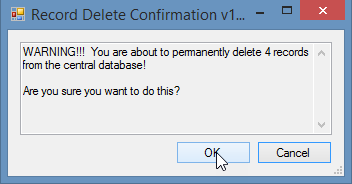 Record Delete Confirmation v1...
WARNING!!!  You are about to permanently delete 4 records
from the central database!
Are you sure you want to do this?
OK
Cancel